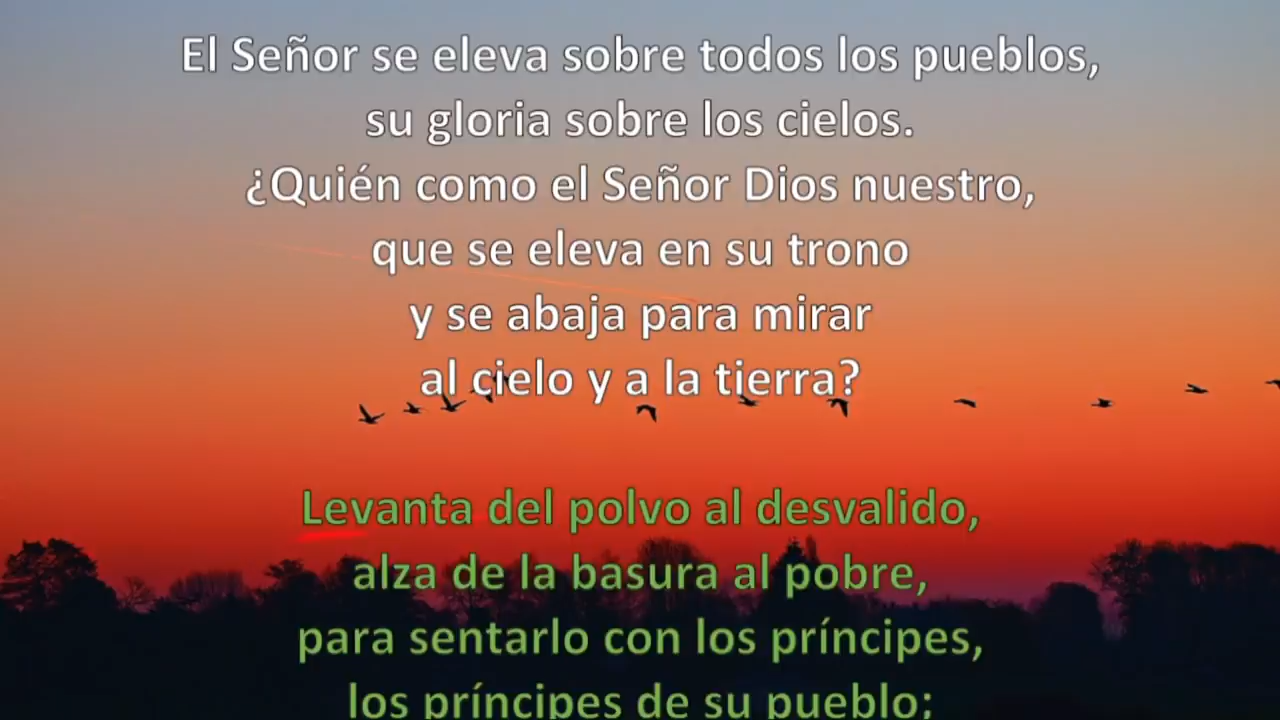 El Señor se eleva sobre todos los pueblos,
su gloria sobre los cielos.
¿Quién como el Señor Dios nuestro,
que se eleva en su trono
y se abaja para mirar
al cielo y a la tierra?
Levanta del polvo al desvalido,
alza de la basura al pobre,
para sentarlo con los príncipes,
los príncipes de su pueblo;